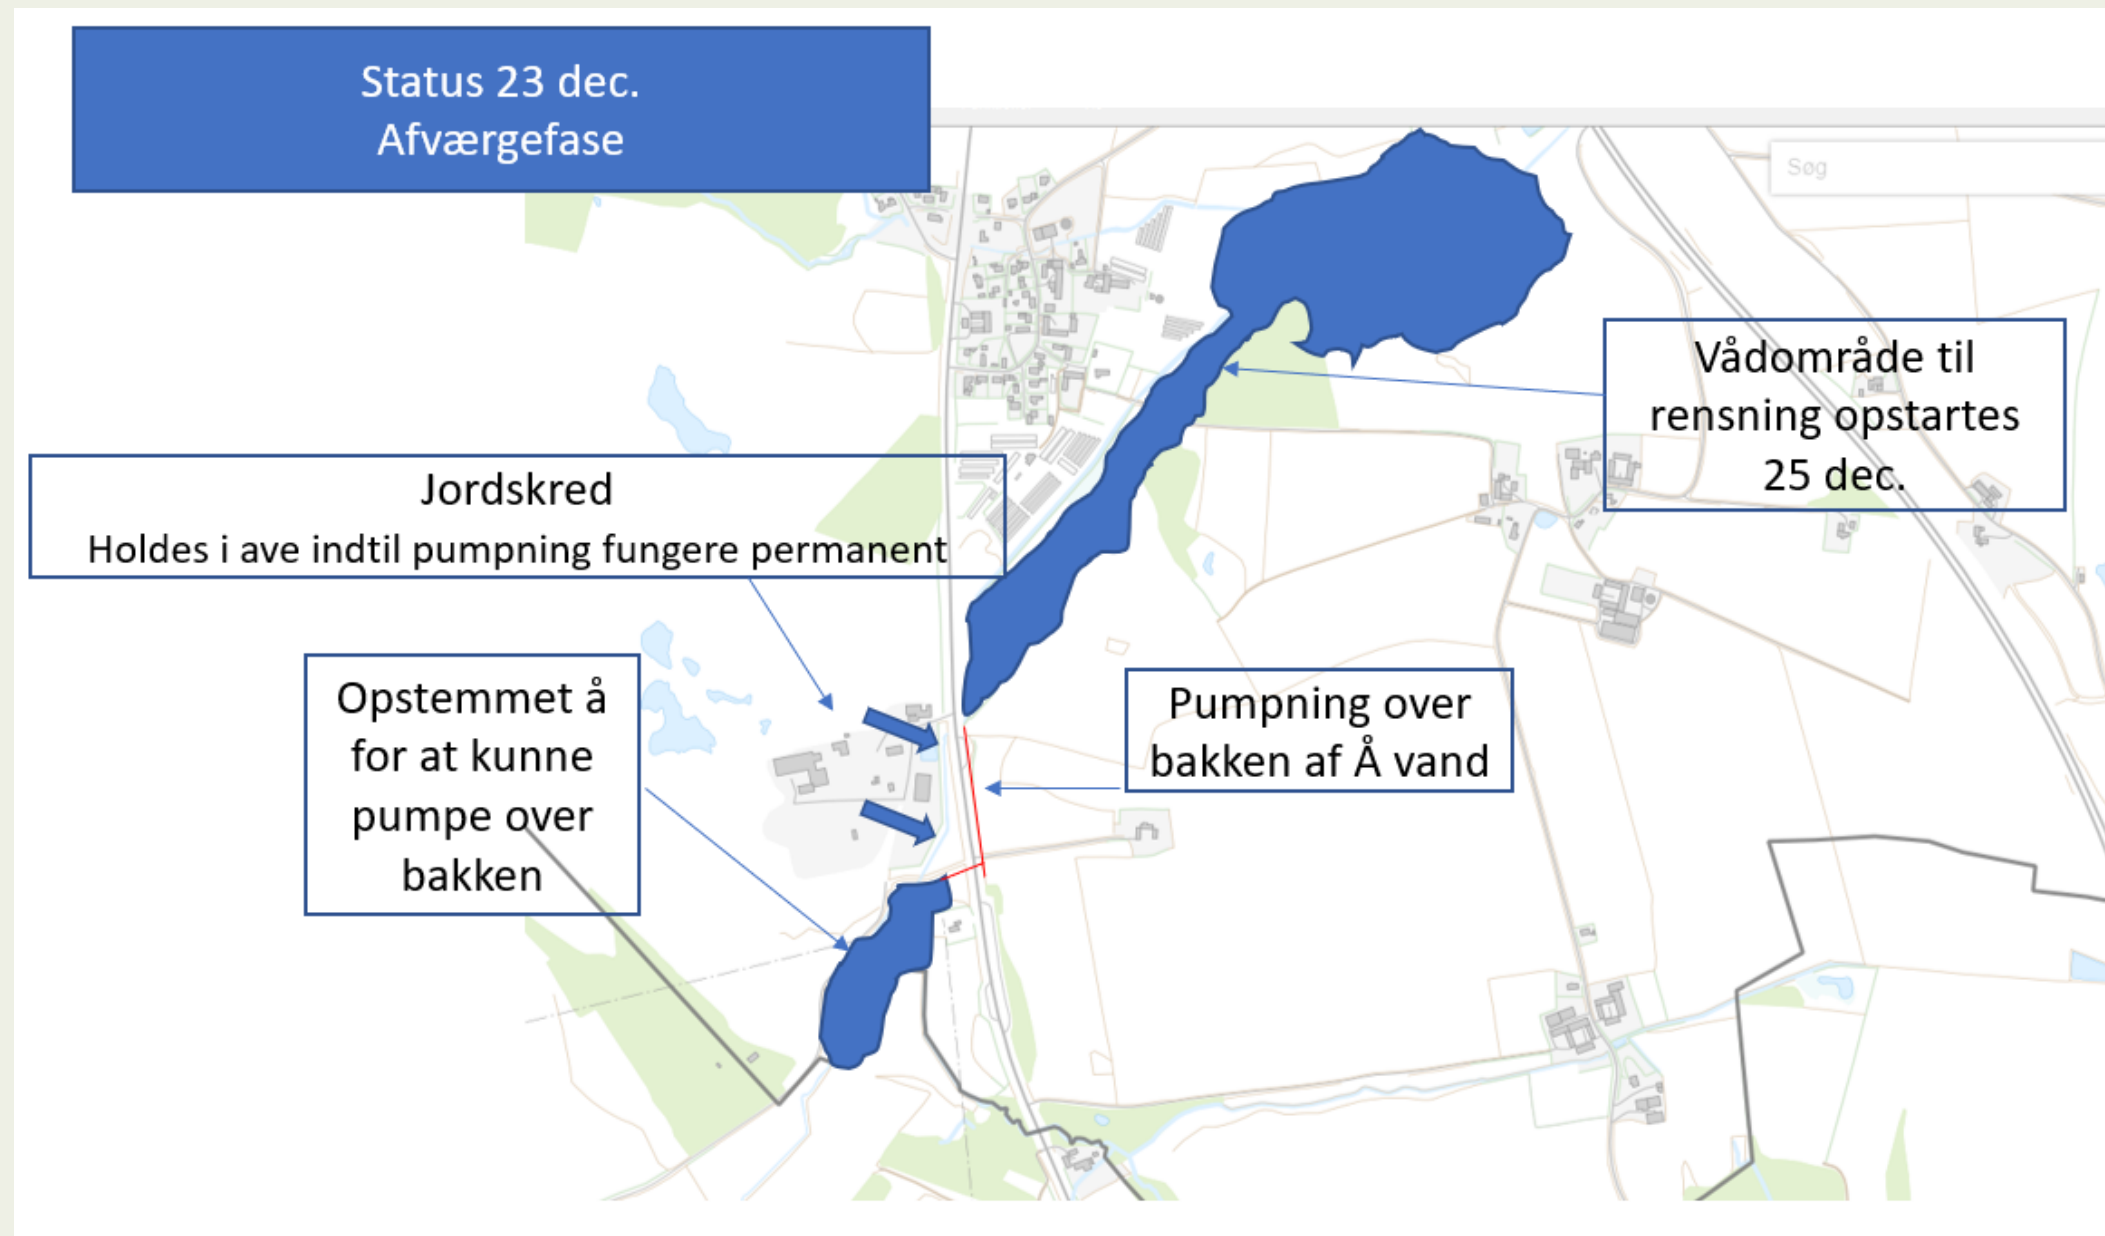 Status 23 dec.
Afværgefase
Søg
Vådområde til
rensning opstartes
25 dec.
Jordskred
Holdes i ave indtil pumpning fungere permanent
Opstemmet å
for at kunne
pumpe over
bakken
Pumpning over
bakken af Å vand